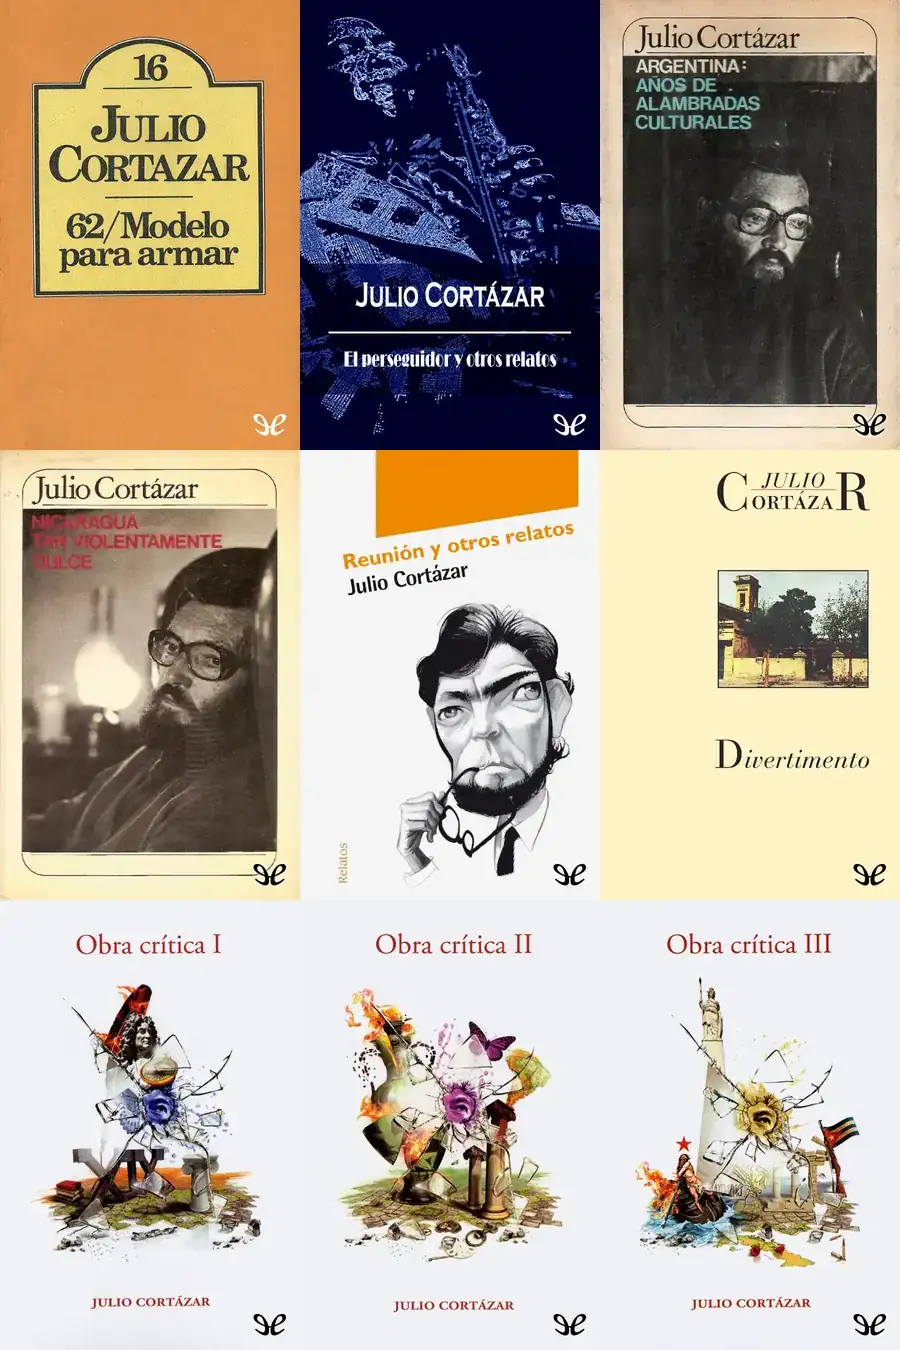 16
JULIO
CORTAZAR
62/Modelo
para armar
JULIO CORTÁZAR
El perseguidor y otros relatos
Julio Cortázar
ARGENTINA:
AÑOS DE
ALAMBRADAS
CULTURALES
Julio Cortázar
NICARAGUA
TAN VIOLENTAMENTE
DULCE
Reunión y otros relatos
Julio Cortázar
Relatos
JULIO
CORTÁZAR
Divertimento
Obra crítica I
JULIO CORTÁZAR
Obra crítica II
JULIO CORTÁZAR
Obra crítica III
JULIO CORTÁZAR